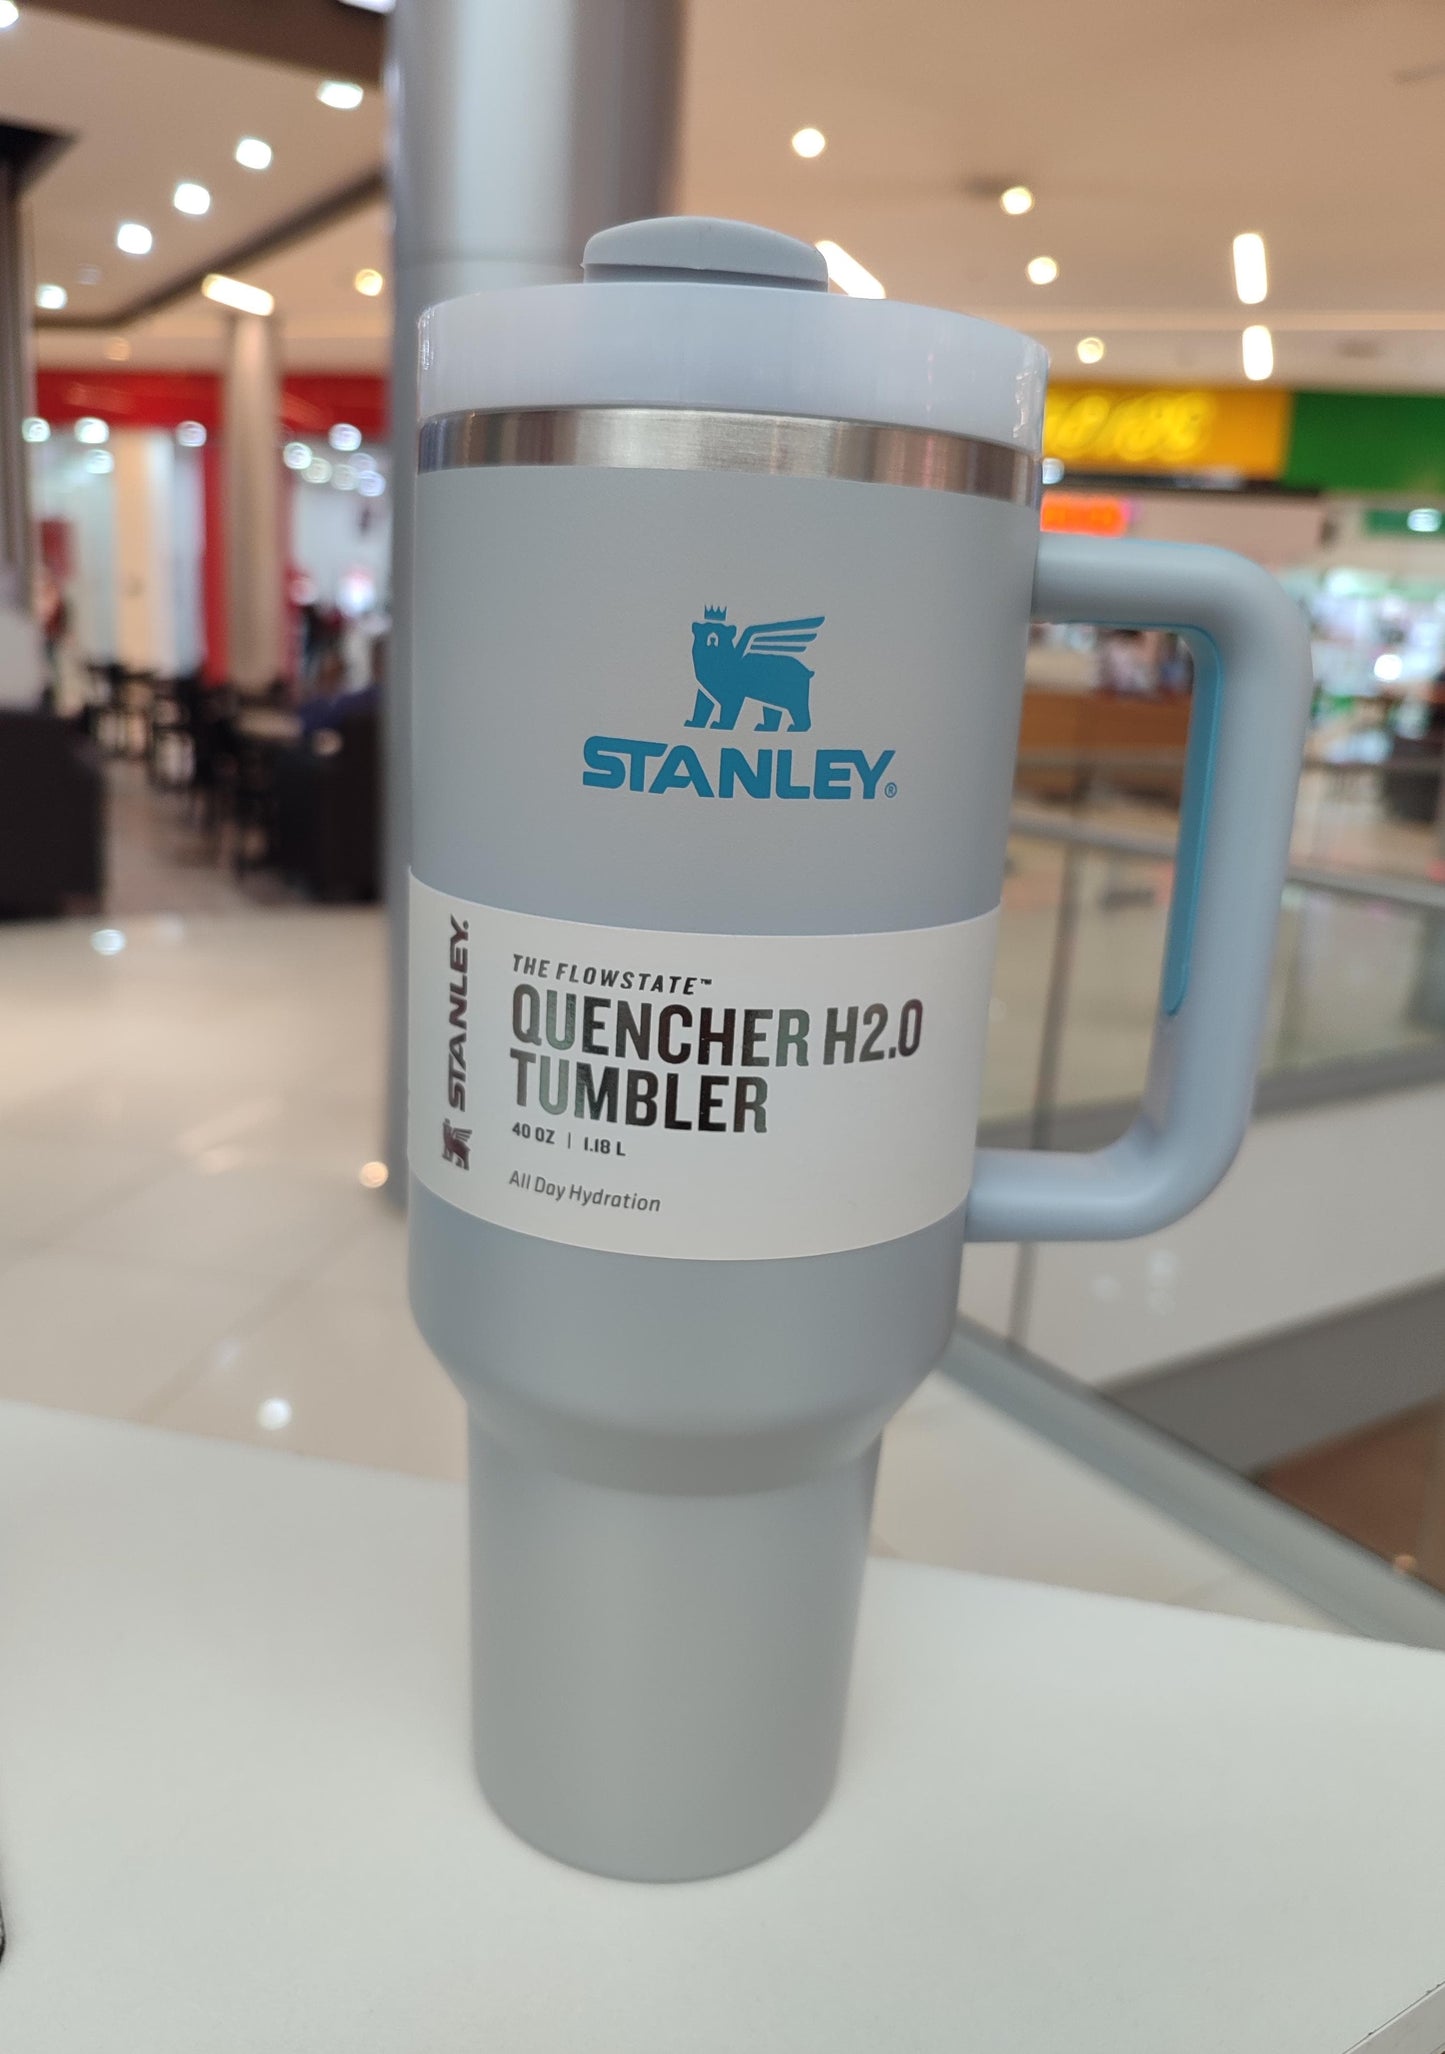 STANLEY®
STANLEY.
THE FLOWSTATE™
QUENCHER H2.0
TUMBLER
40 OZ | 1.18 L
All Day Hydration